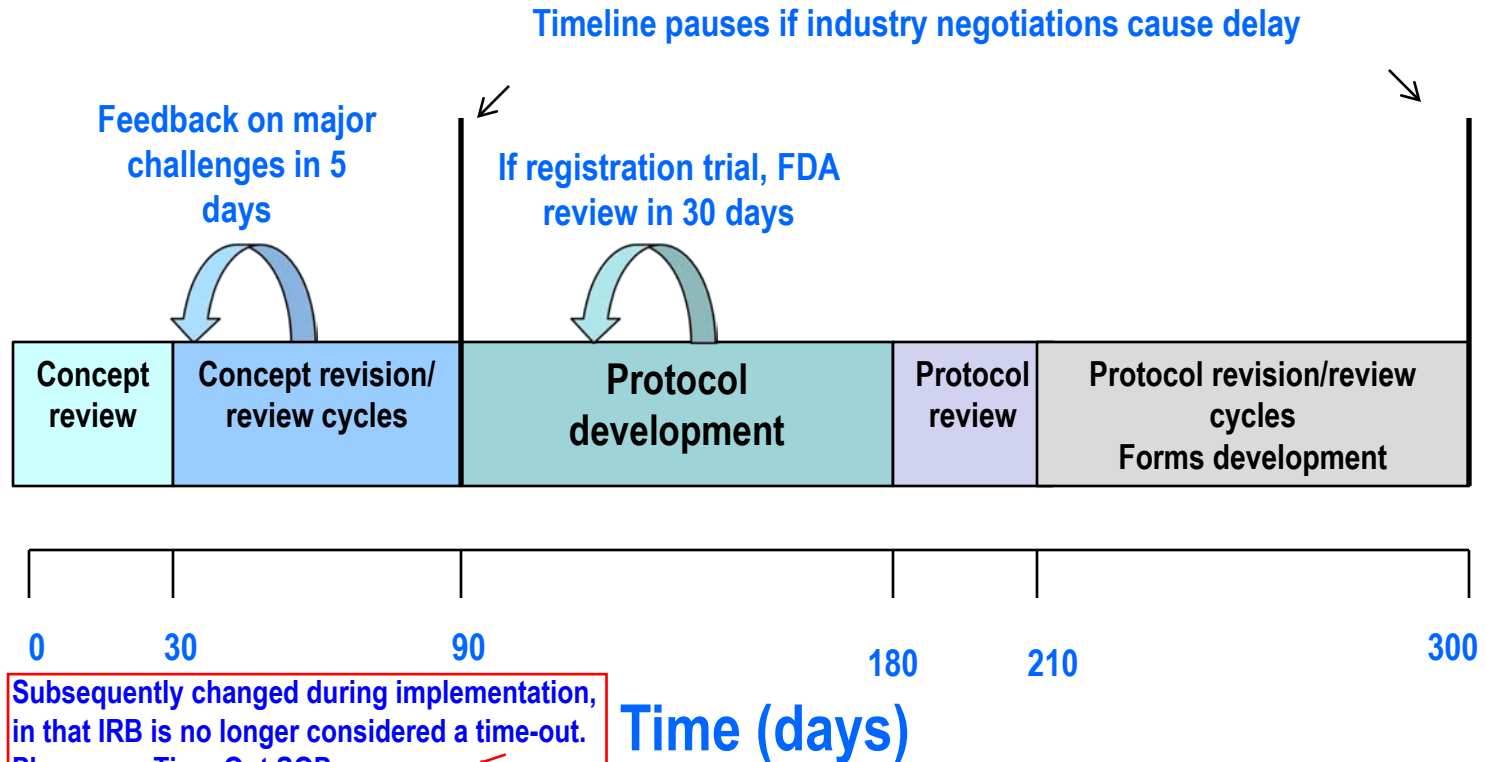 Timeline pauses if industry negotiations cause delay
Feedback on major
challenges in 5
days
If registration trial, FDA
review in 30 days
Concept
review
Concept revision/
review cycles
Protocol
development
Protocol
review
Protocol revision/review
cycles
Forms development
0
30
90
180
210
300
Time (days)
Subsequently changed during implementation,
in that IRB is no longer considered a time-out.